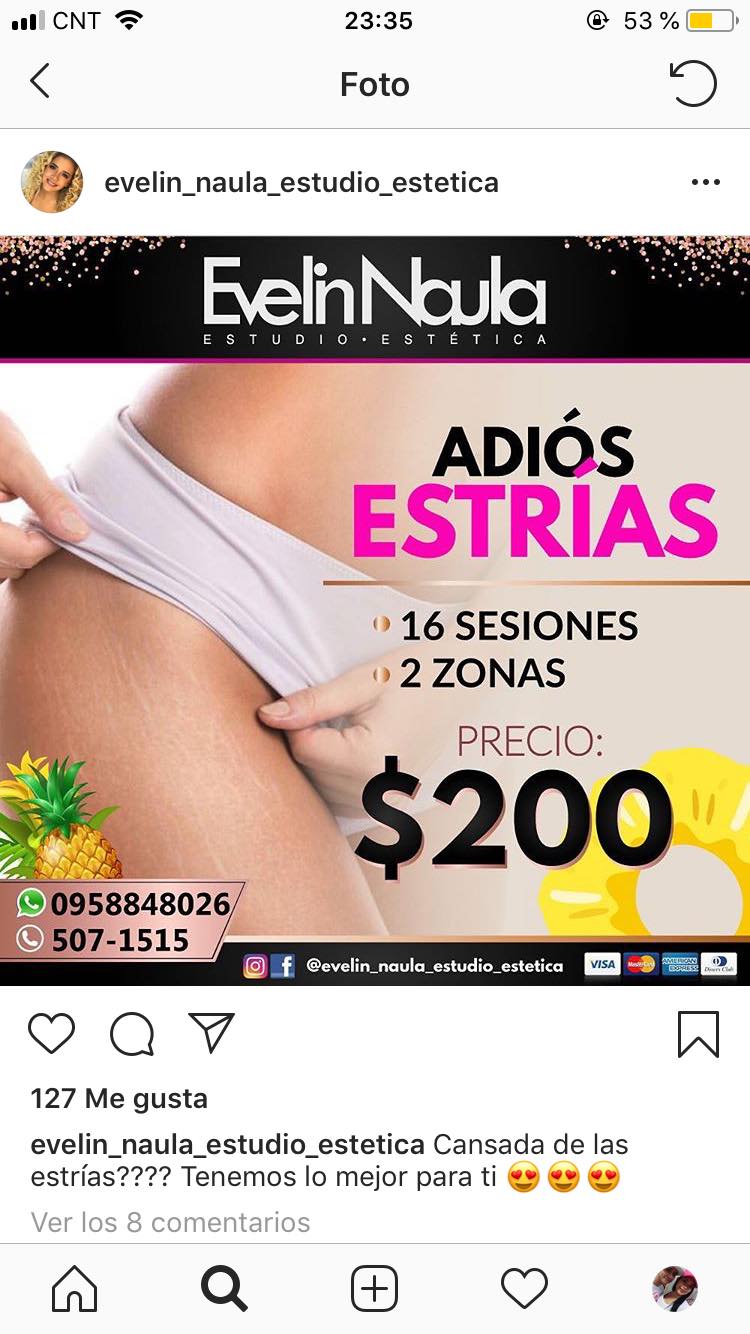 CNT 23:35 53 %
Foto
evelin_naula_estudio_estetica
Evelin Naula
ESTUDIO • ESTÉTICA
ADIÓS
ESTRÍAS
16 SESIONES
2 ZONAS
PRECIO:
$200
0958848026
507-1515
@evelin_naula_estudio_estetica VISA MasterCard AMERICAN EXPRESS Diners Club
127 Me gusta
evelin_naula_estudio_estetica Cansada de las
estrías???? Tenemos lo mejor para ti 😍 😍 😍
Ver los 8 comentarios